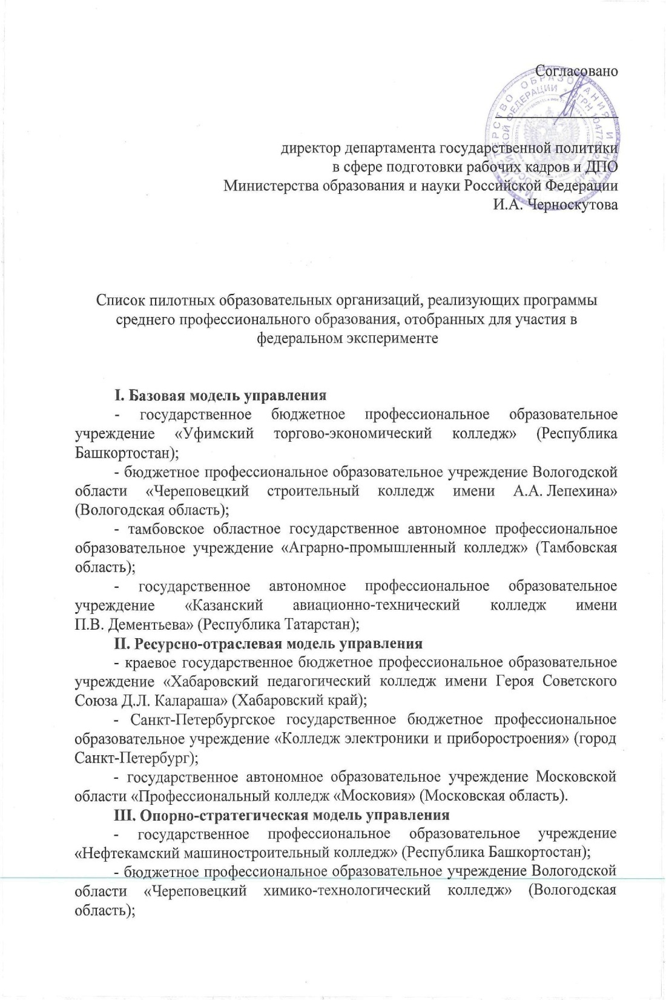 Согласовано
директор департамента государственной политики
в сфере подготовки рабочих кадров и ДПО
Министерства образования и науки Российской Федерации
И.А. Черноскутова
Список пилотных образовательных организаций, реализующих программы
среднего профессионального образования, отобранных для участия в
федеральном эксперименте
I. Базовая модель управления
- государственное бюджетное профессиональное образовательное
учреждение «Уфимский торгово-экономический колледж» (Республика
Башкортостан);
- бюджетное профессиональное образовательное учреждение Вологодской
области «Череповецкий строительный колледж имени А.А. Лепехина»
(Вологодская область);
- тамбовское областное государственное автономное профессиональное
образовательное учреждение «Аграрно-промышленный колледж» (Тамбовская
область);
- государственное автономное профессиональное образовательное
учреждение «Казанский авиационно-технический колледж имени
П.В. Дементьева» (Республика Татарстан);
II. Ресурсно-отраслевая модель управления
- краевое государственное бюджетное профессиональное образовательное
учреждение «Хабаровский педагогический колледж имени Героя Советского
Союза Д.Л. Калараша» (Хабаровский край);
- Санкт-Петербургское государственное бюджетное профессиональное
образовательное учреждение «Колледж электроники и приборостроения» (город
Санкт-Петербург);
- государственное автономное образовательное учреждение Московской
области «Профессиональный колледж «Московия» (Московская область).
III. Опорно-стратегическая модель управления
- государственное профессиональное образовательное учреждение
«Нефтекамский машиностроительный колледж» (Республика Башкортостан);
- бюджетное профессиональное образовательное учреждение Вологодской
области «Череповецкий химико-технологический колледж» (Вологодская
область);
МИНИСТЕРСТВО ОБРАЗОВАНИЯ И НАУКИ
РОССИЙСКОЙ ФЕДЕРАЦИИ * ОГРН